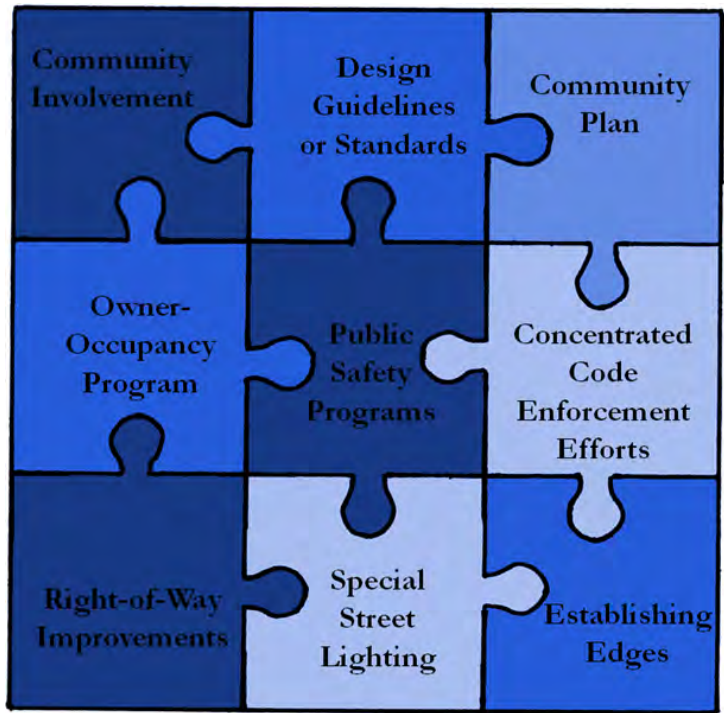 Community
Involvement
Design
Guidelines
or Standards
Community
Plan
Owner-
Occupancy
Program
Public
Safety
Programs
Concentrated
Code
Enforcement
Efforts
Right-of-Way
Improvements
Special
Street
Lighting
Establishing
Edges